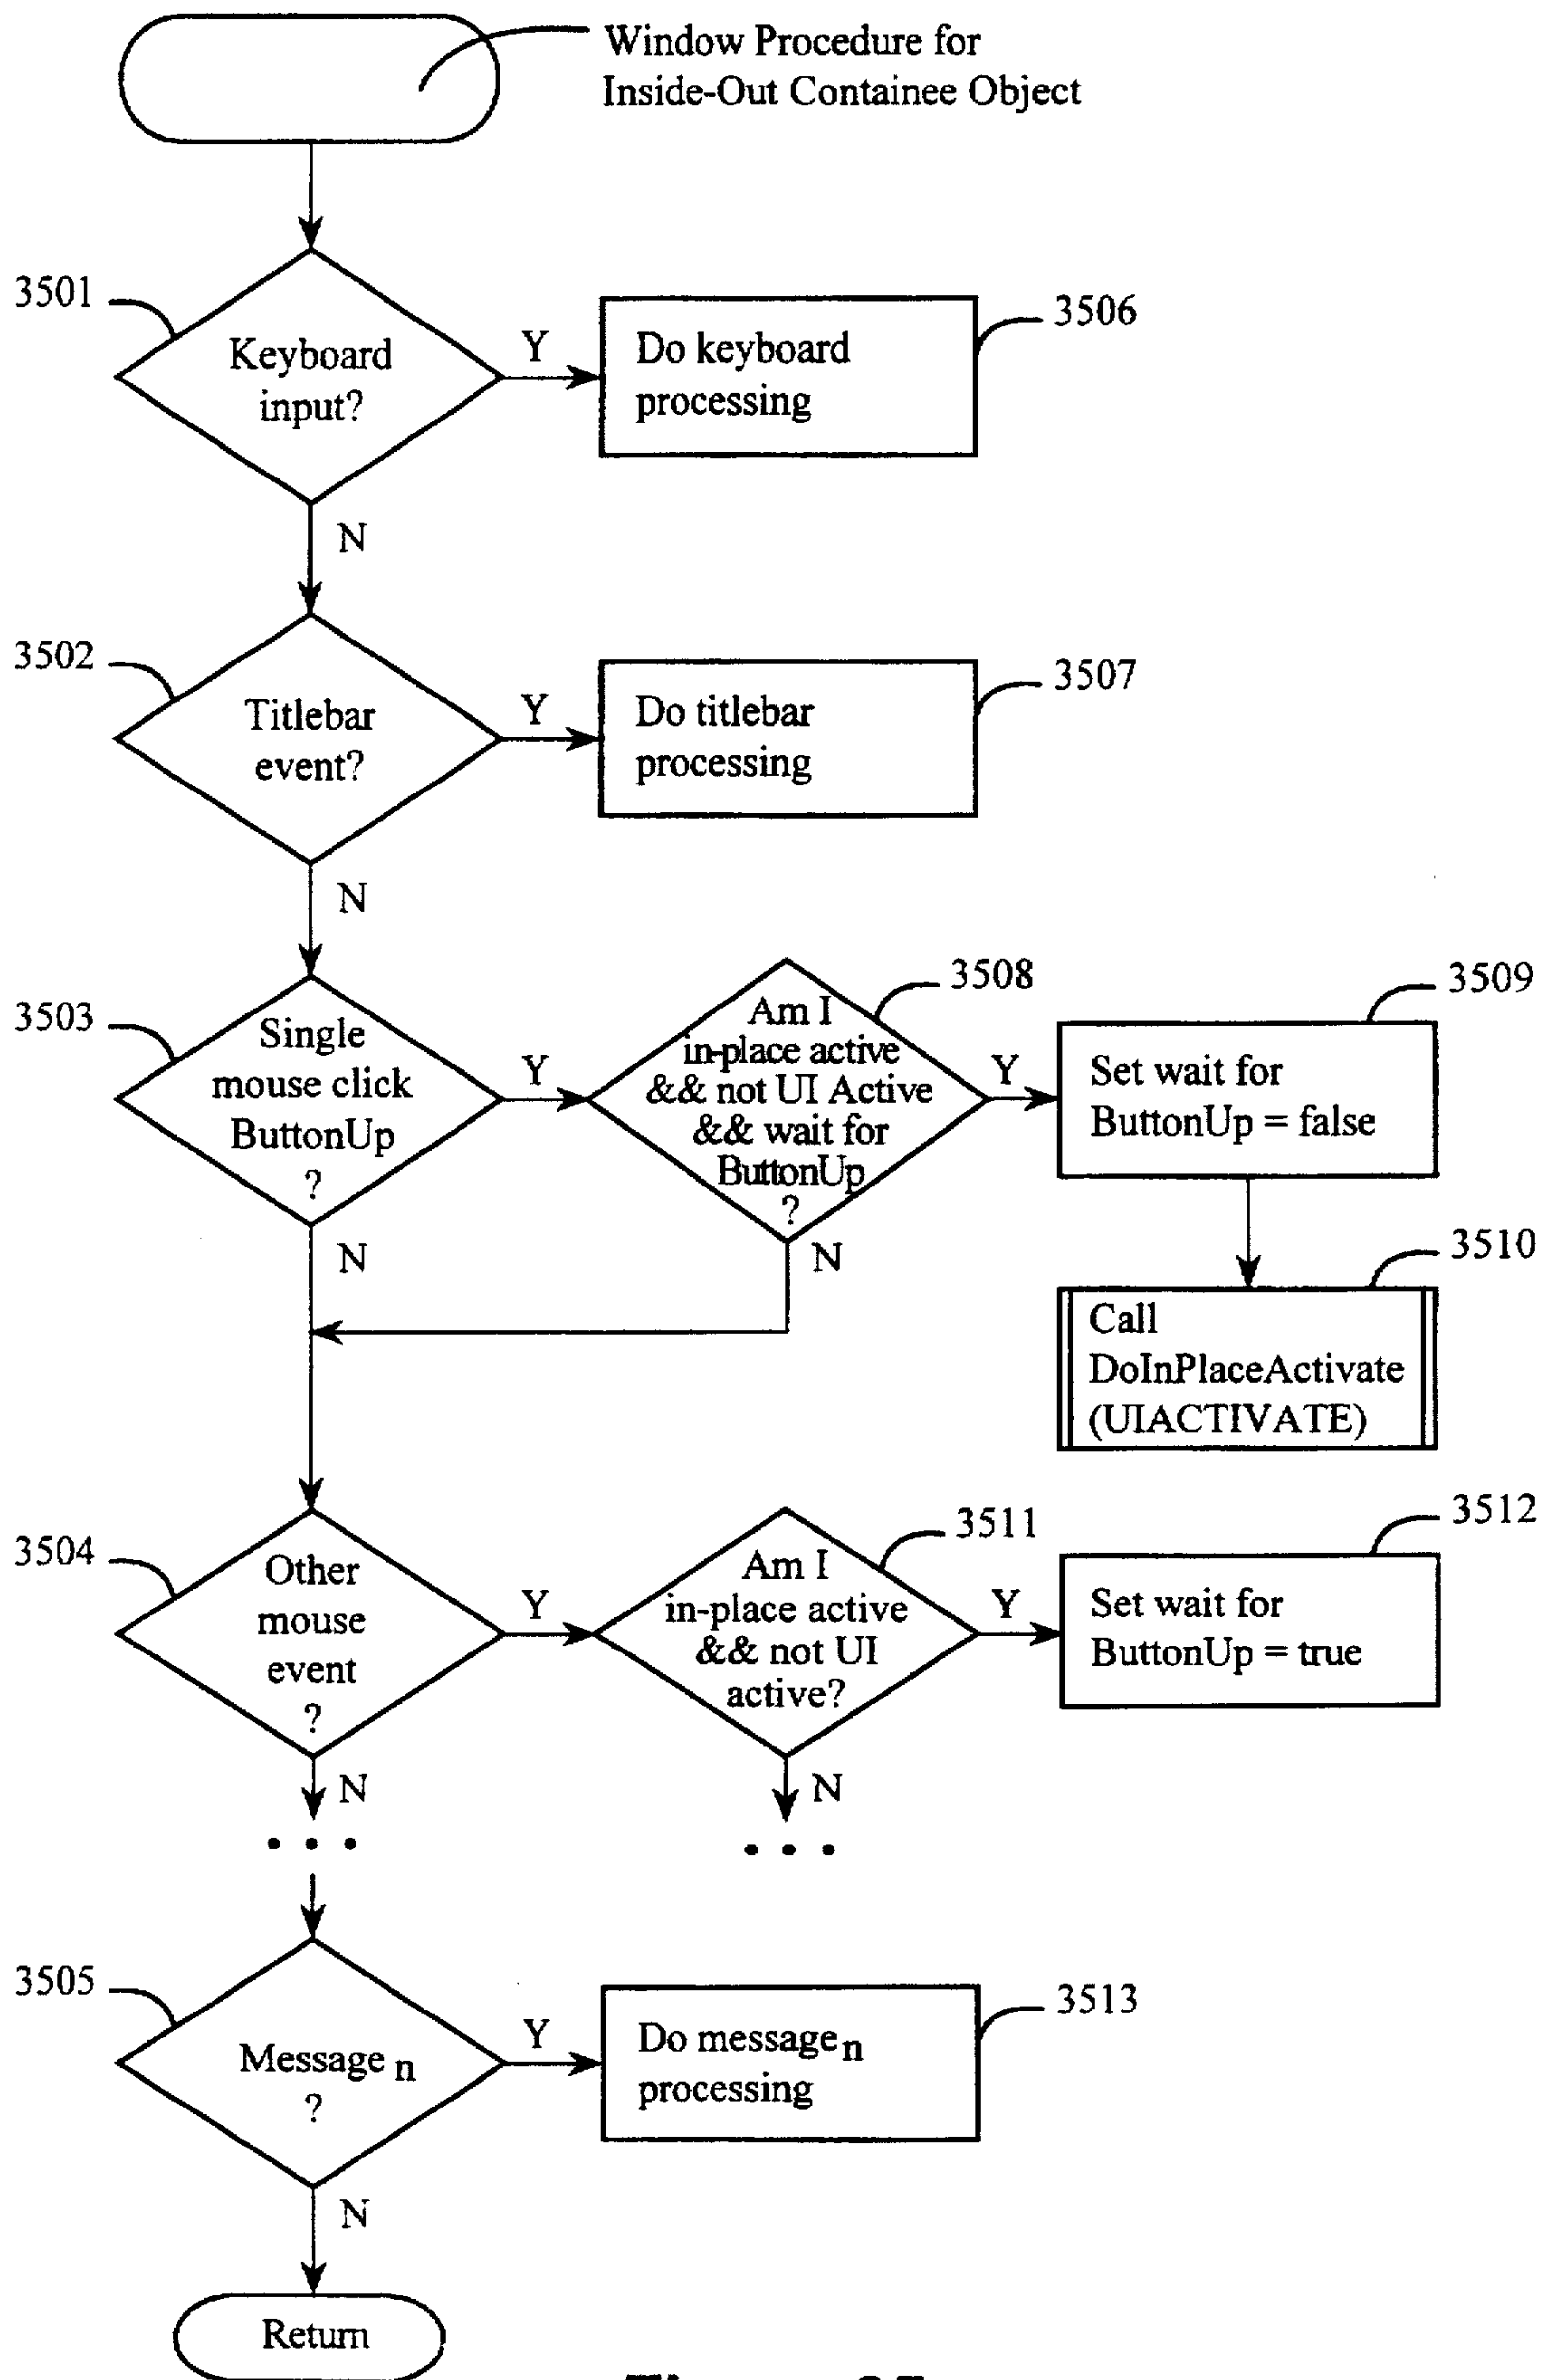 Window Procedure for
Inside-Out Containee Object
3501
Keyboard
input?
Y
Do keyboard
processing
3506
N
3502
Titlebar
event?
Y
Do titlebar
processing
3507
N
3503
Single
mouse click
ButtonUp
?
Y
3508
Am I
in-place active
&& not UI Active
&& wait for
ButtonUp
?
Y
3509
Set wait for
ButtonUp = false
N
N
3510
Call
DoInPlaceActivate
(UIACTIVATE)
3504
Other
mouse
event
?
Y
3511
Am I
in-place active
&& not UI
active?
Y
3512
Set wait for
ButtonUp = true
N
N
• • •
• • •
3505
Message n
?
Y
Do message n
processing
3513
N
Return